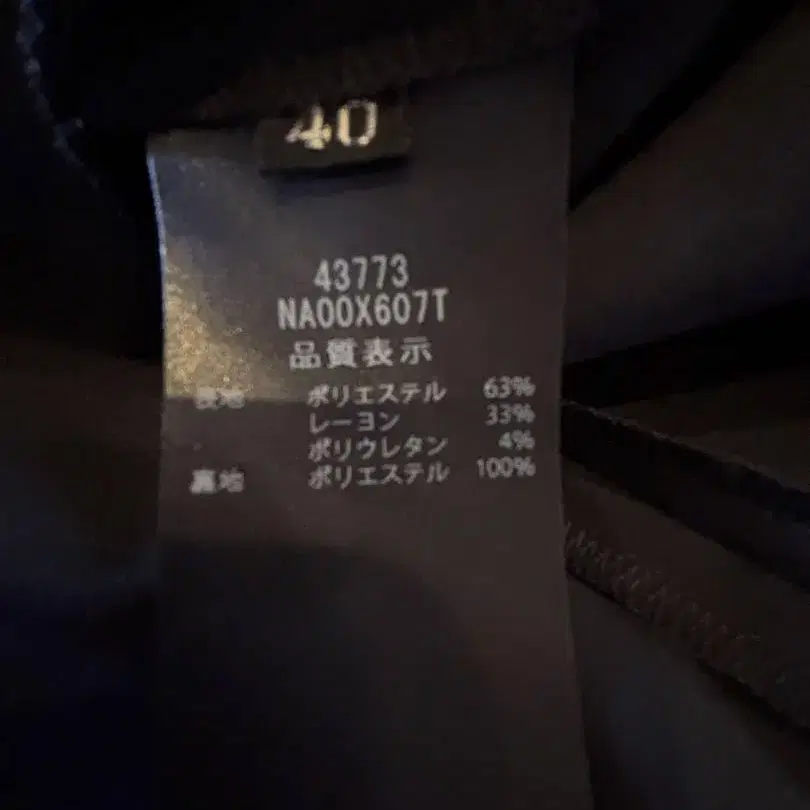 40
43773
NA00X607T
品質表示
表地 ポリエステル 63%
レーヨン 33%
ポリウレタン 4%
裏地 ポリエステル 100%